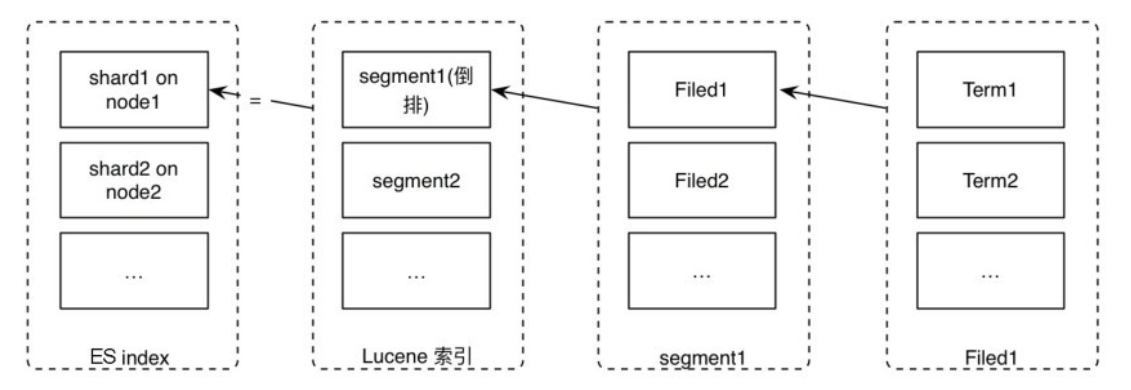 shard1 on
node1
shard2 on
node2
...
ES index
=
segment1(倒
排)
segment2
...
Lucene 索引
Filed1
Filed2
...
segment1
Term1
Term2
...
Filed1